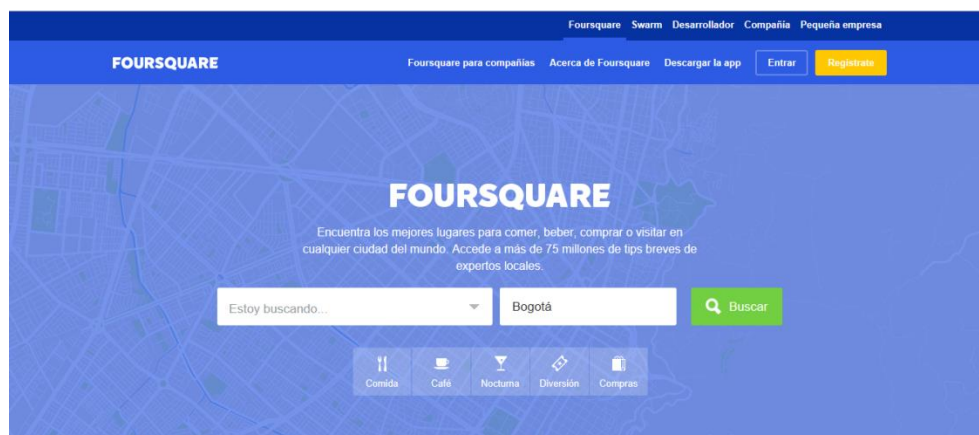 Foursquare Swarm Desarrollador Compañía Pequeña empresa
FOURSQUARE Foursquare para compañías Acerca de Foursquare Descargar la app Entrar Regístrate
FOURSQUARE
Encuentra los mejores lugares para comer, beber, comprar o visitar en
cualquier ciudad del mundo. Accede a más de 75 millones de tips breves de
expertos locales.
Estoy buscando... Bogotá Buscar
Comida Café Nocturna Diversión Compras